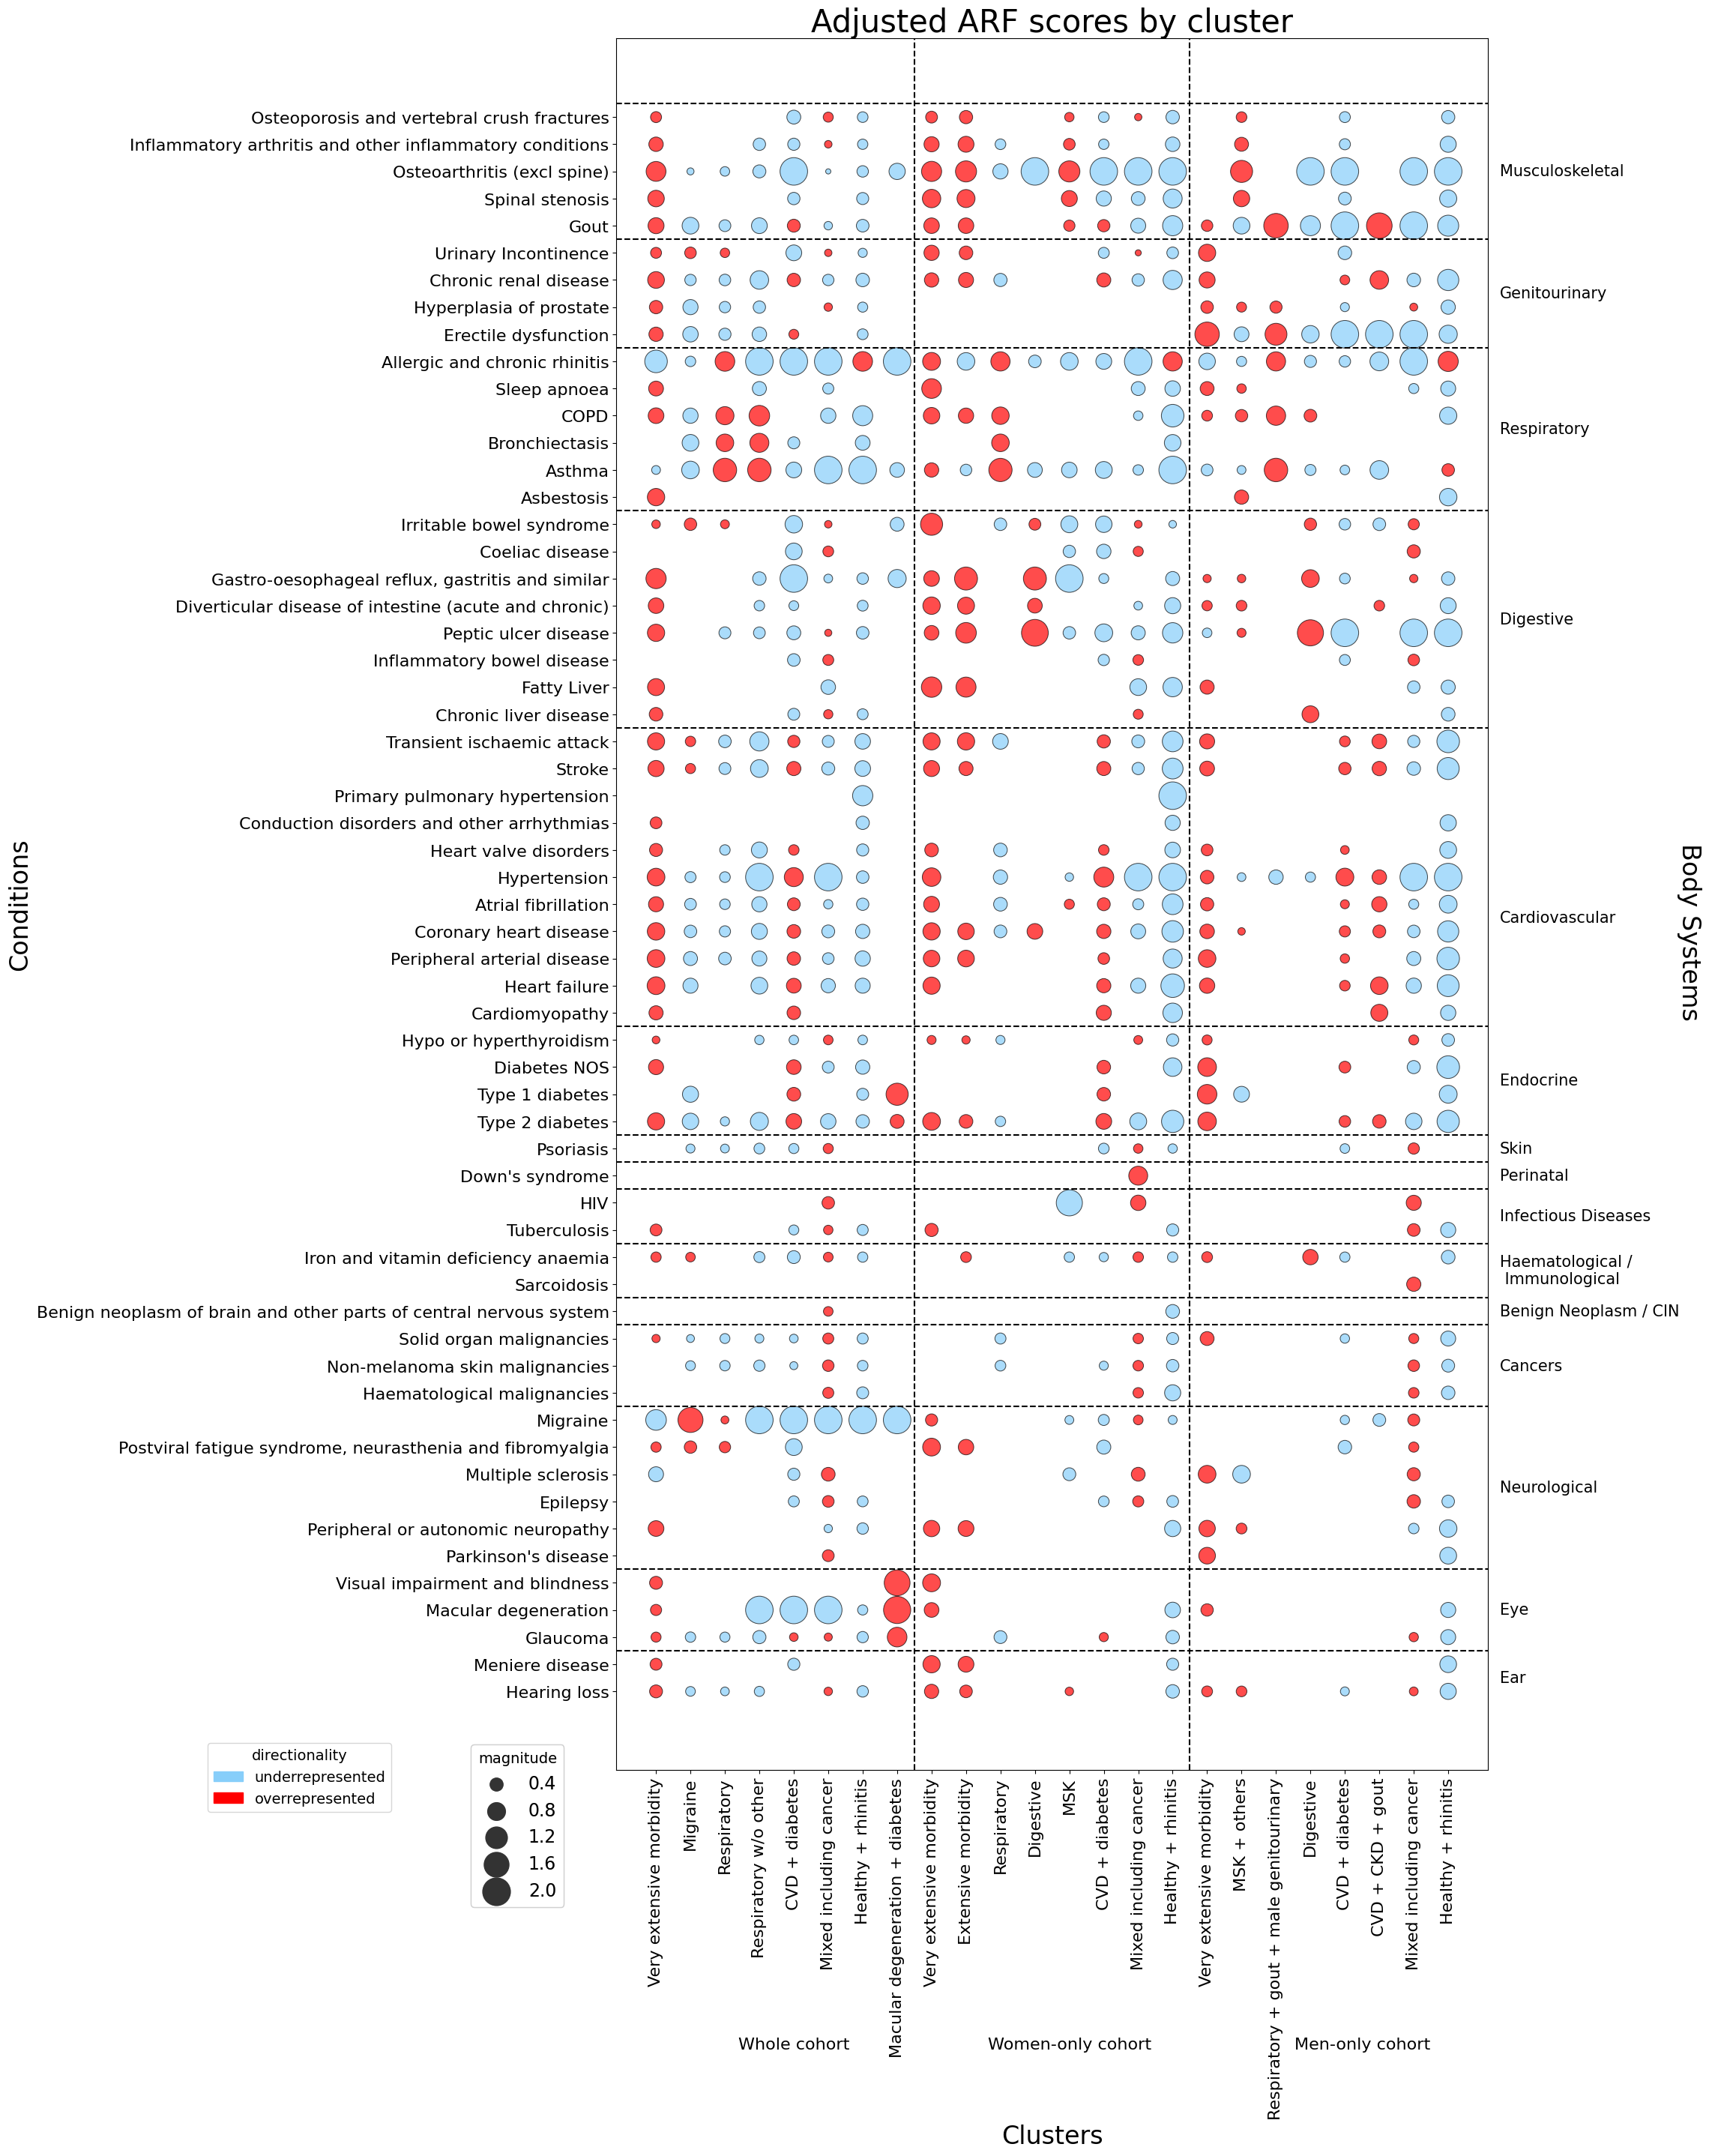 Adjusted ARF scores by cluster
Conditions
Osteoporosis and vertebral crush fractures
Inflammatory arthritis and other inflammatory conditions
Osteoarthritis (excl spine)
Spinal stenosis
Gout
Urinary Incontinence
Chronic renal disease
Hyperplasia of prostate
Erectile dysfunction
Allergic and chronic rhinitis
Sleep apnoea
COPD
Bronchiectasis
Asthma
Asbestosis
Irritable bowel syndrome
Coeliac disease
Gastro-oesophageal reflux, gastritis and similar
Diverticular disease of intestine (acute and chronic)
Peptic ulcer disease
Inflammatory bowel disease
Fatty Liver
Chronic liver disease
Transient ischaemic attack
Stroke
Primary pulmonary hypertension
Conduction disorders and other arrhythmias
Heart valve disorders
Hypertension
Atrial fibrillation
Coronary heart disease
Peripheral arterial disease
Heart failure
Cardiomyopathy
Hypo or hyperthyroidism
Diabetes NOS
Type 1 diabetes
Type 2 diabetes
Psoriasis
Down's syndrome
HIV
Tuberculosis
Iron and vitamin deficiency anaemia
Sarcoidosis
Benign neoplasm of brain and other parts of central nervous system
Solid organ malignancies
Non-melanoma skin malignancies
Haematological malignancies
Migraine
Postviral fatigue syndrome, neurasthenia and fibromyalgia
Multiple sclerosis
Epilepsy
Peripheral or autonomic neuropathy
Parkinson's disease
Visual impairment and blindness
Macular degeneration
Glaucoma
Meniere disease
Hearing loss
Musculoskeletal
Genitourinary
Respiratory
Digestive
Cardiovascular
Endocrine
Skin
Perinatal
Infectious Diseases
Haematological /
Immunological
Benign Neoplasm / CIN
Cancers
Neurological
Eye
Ear
Body Systems
directionality
underrepresented
overrepresented
magnitude
0.4
0.8
1.2
1.6
2.0
Very extensive morbidity
Migraine
Respiratory
Respiratory w/o other
CVD + diabetes
Mixed including cancer
Healthy + rhinitis
Macular degeneration + diabetes
Very extensive morbidity
Extensive morbidity
Respiratory
Digestive
MSK
CVD + diabetes
Mixed including cancer
Healthy + rhinitis
Very extensive morbidity
MSK + others
Respiratory + gout + male genitourinary
Digestive
CVD + diabetes
CVD + CKD + gout
Mixed including cancer
Healthy + rhinitis
Whole cohort
Women-only cohort
Men-only cohort
Clusters